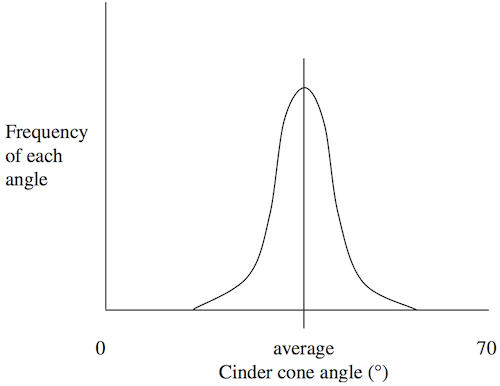 Frequency
of each
angle
0
average
70
Cinder cone angle (°)